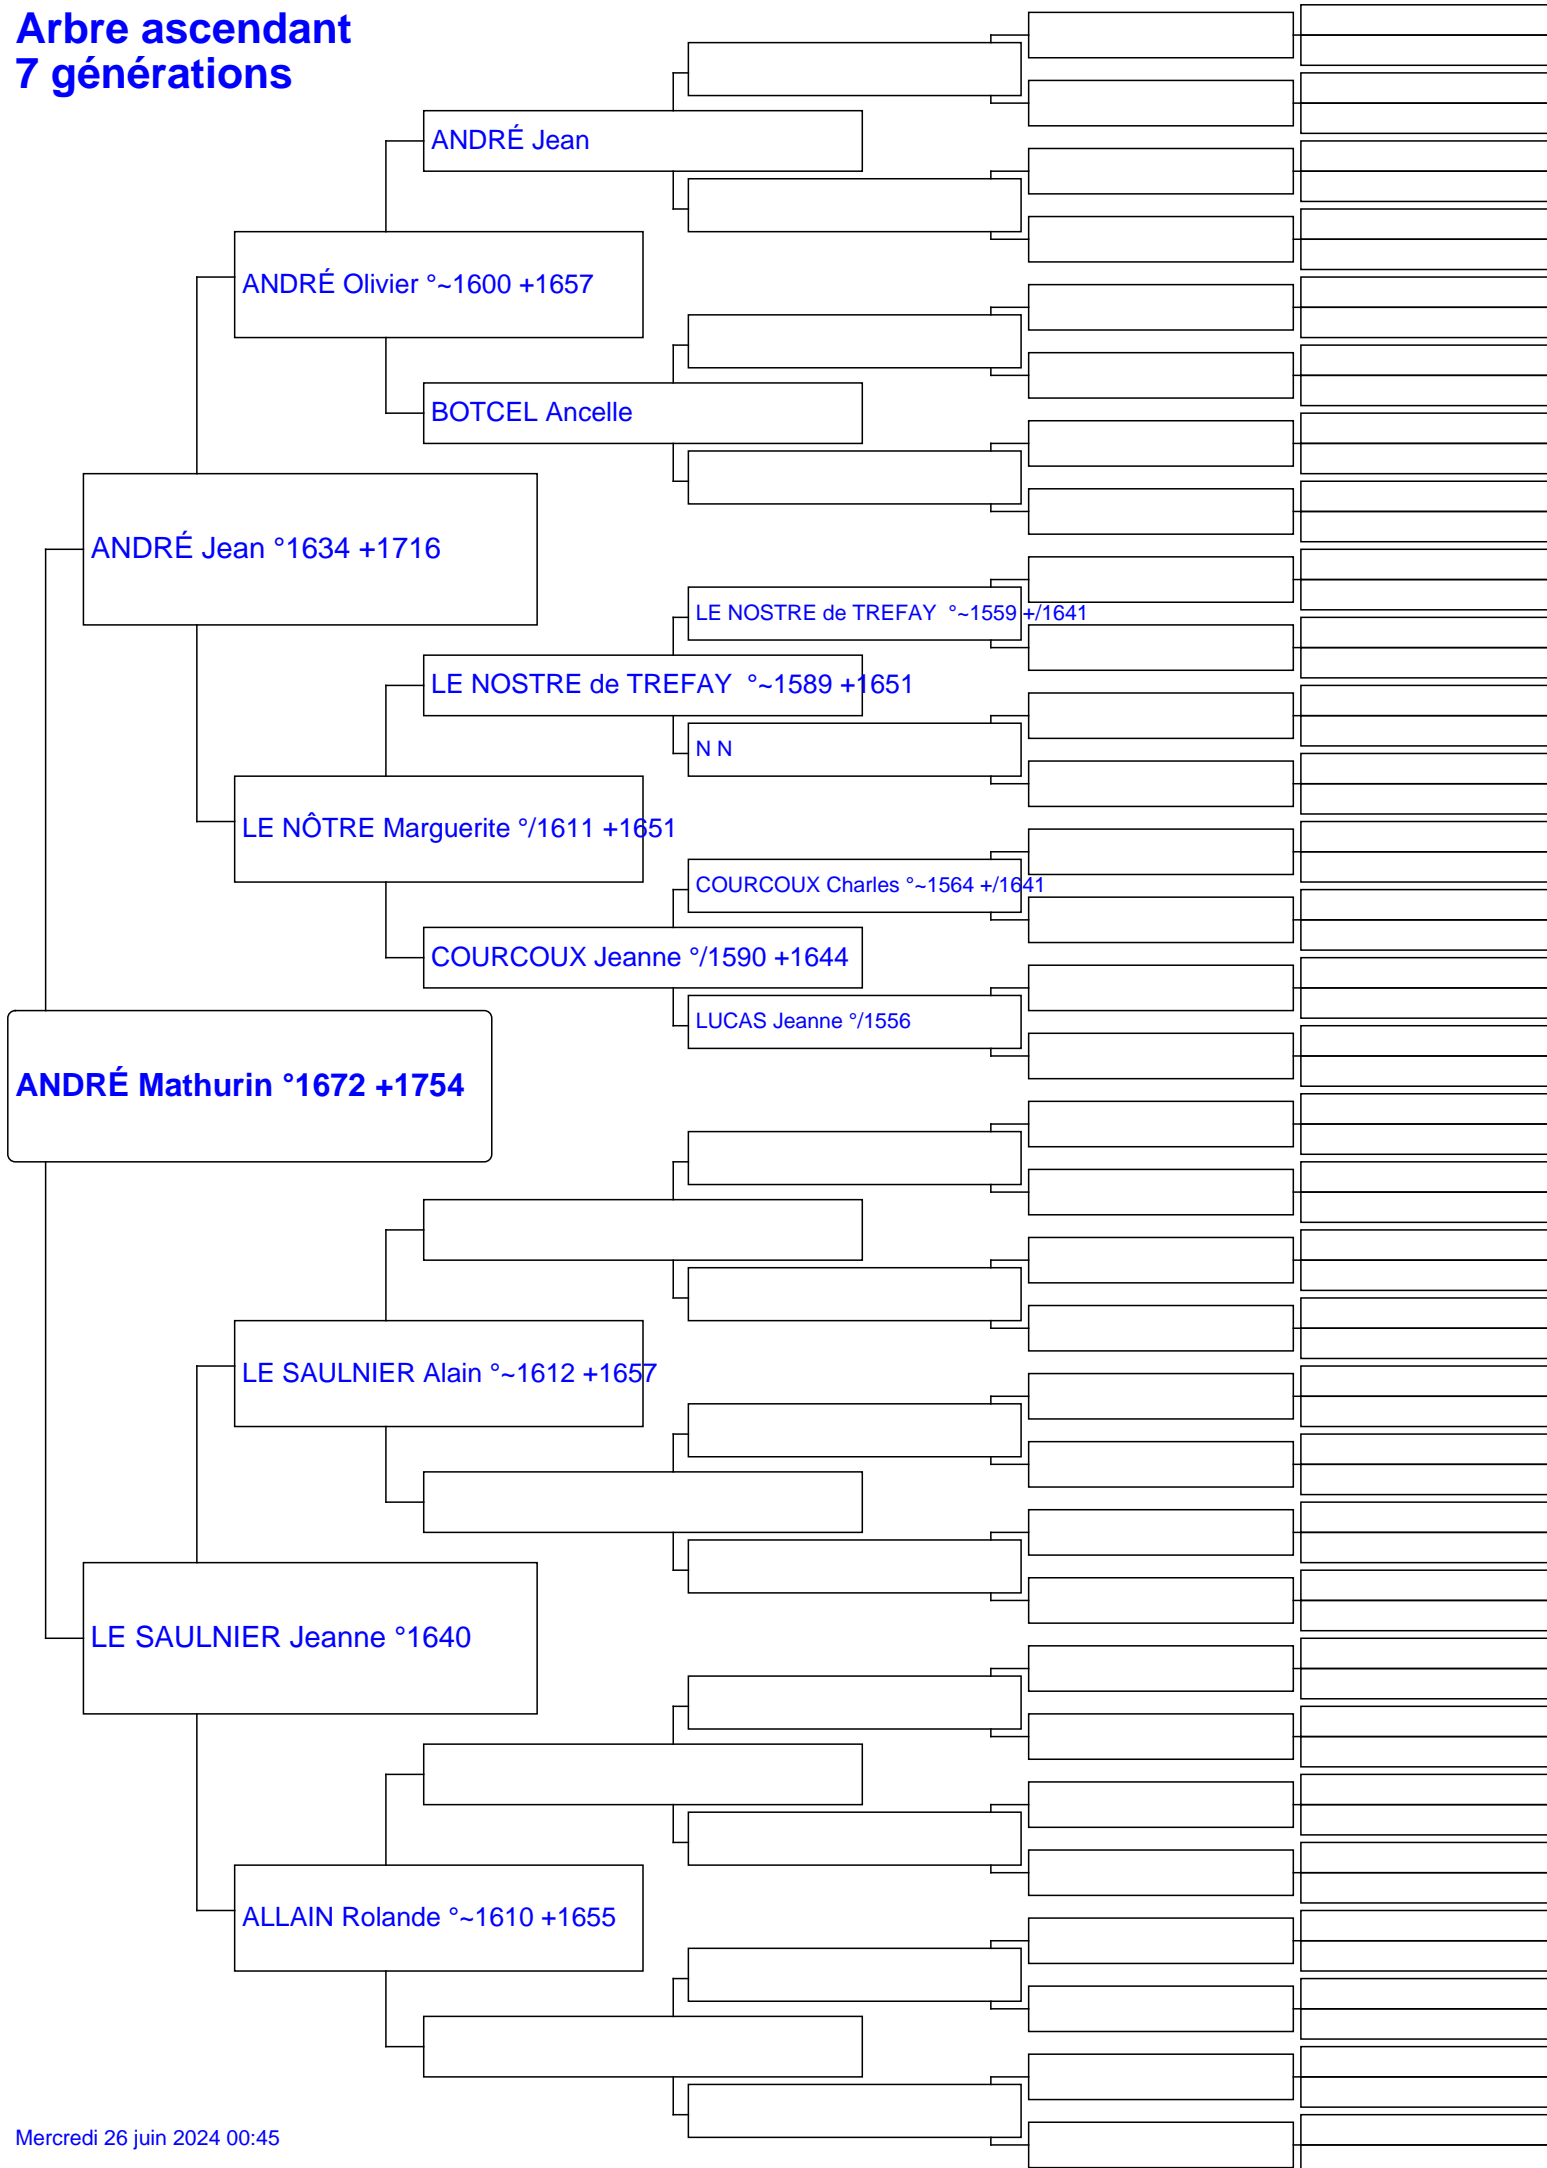 Arbre ascendant
7 générations
ANDRÉ Jean
ANDRÉ Olivier °~1600 +1657
BOTCEL Ancelle
ANDRÉ Jean °1634 +1716
LE NOSTRE de TREFAY  °~1559 +/1641
LE NOSTRE de TREFAY  °~1589 +1651
N N
LE NÔTRE Marguerite °/1611 +1651
COURCOUX Charles °~1564 +/1641
COURCOUX Jeanne °/1590 +1644
LUCAS Jeanne °/1556
ANDRÉ Mathurin °1672 +1754
LE SAULNIER Alain °~1612 +1657
LE SAULNIER Jeanne °1640
ALLAIN Rolande °~1610 +1655
Mercredi 26 juin 2024 00:45